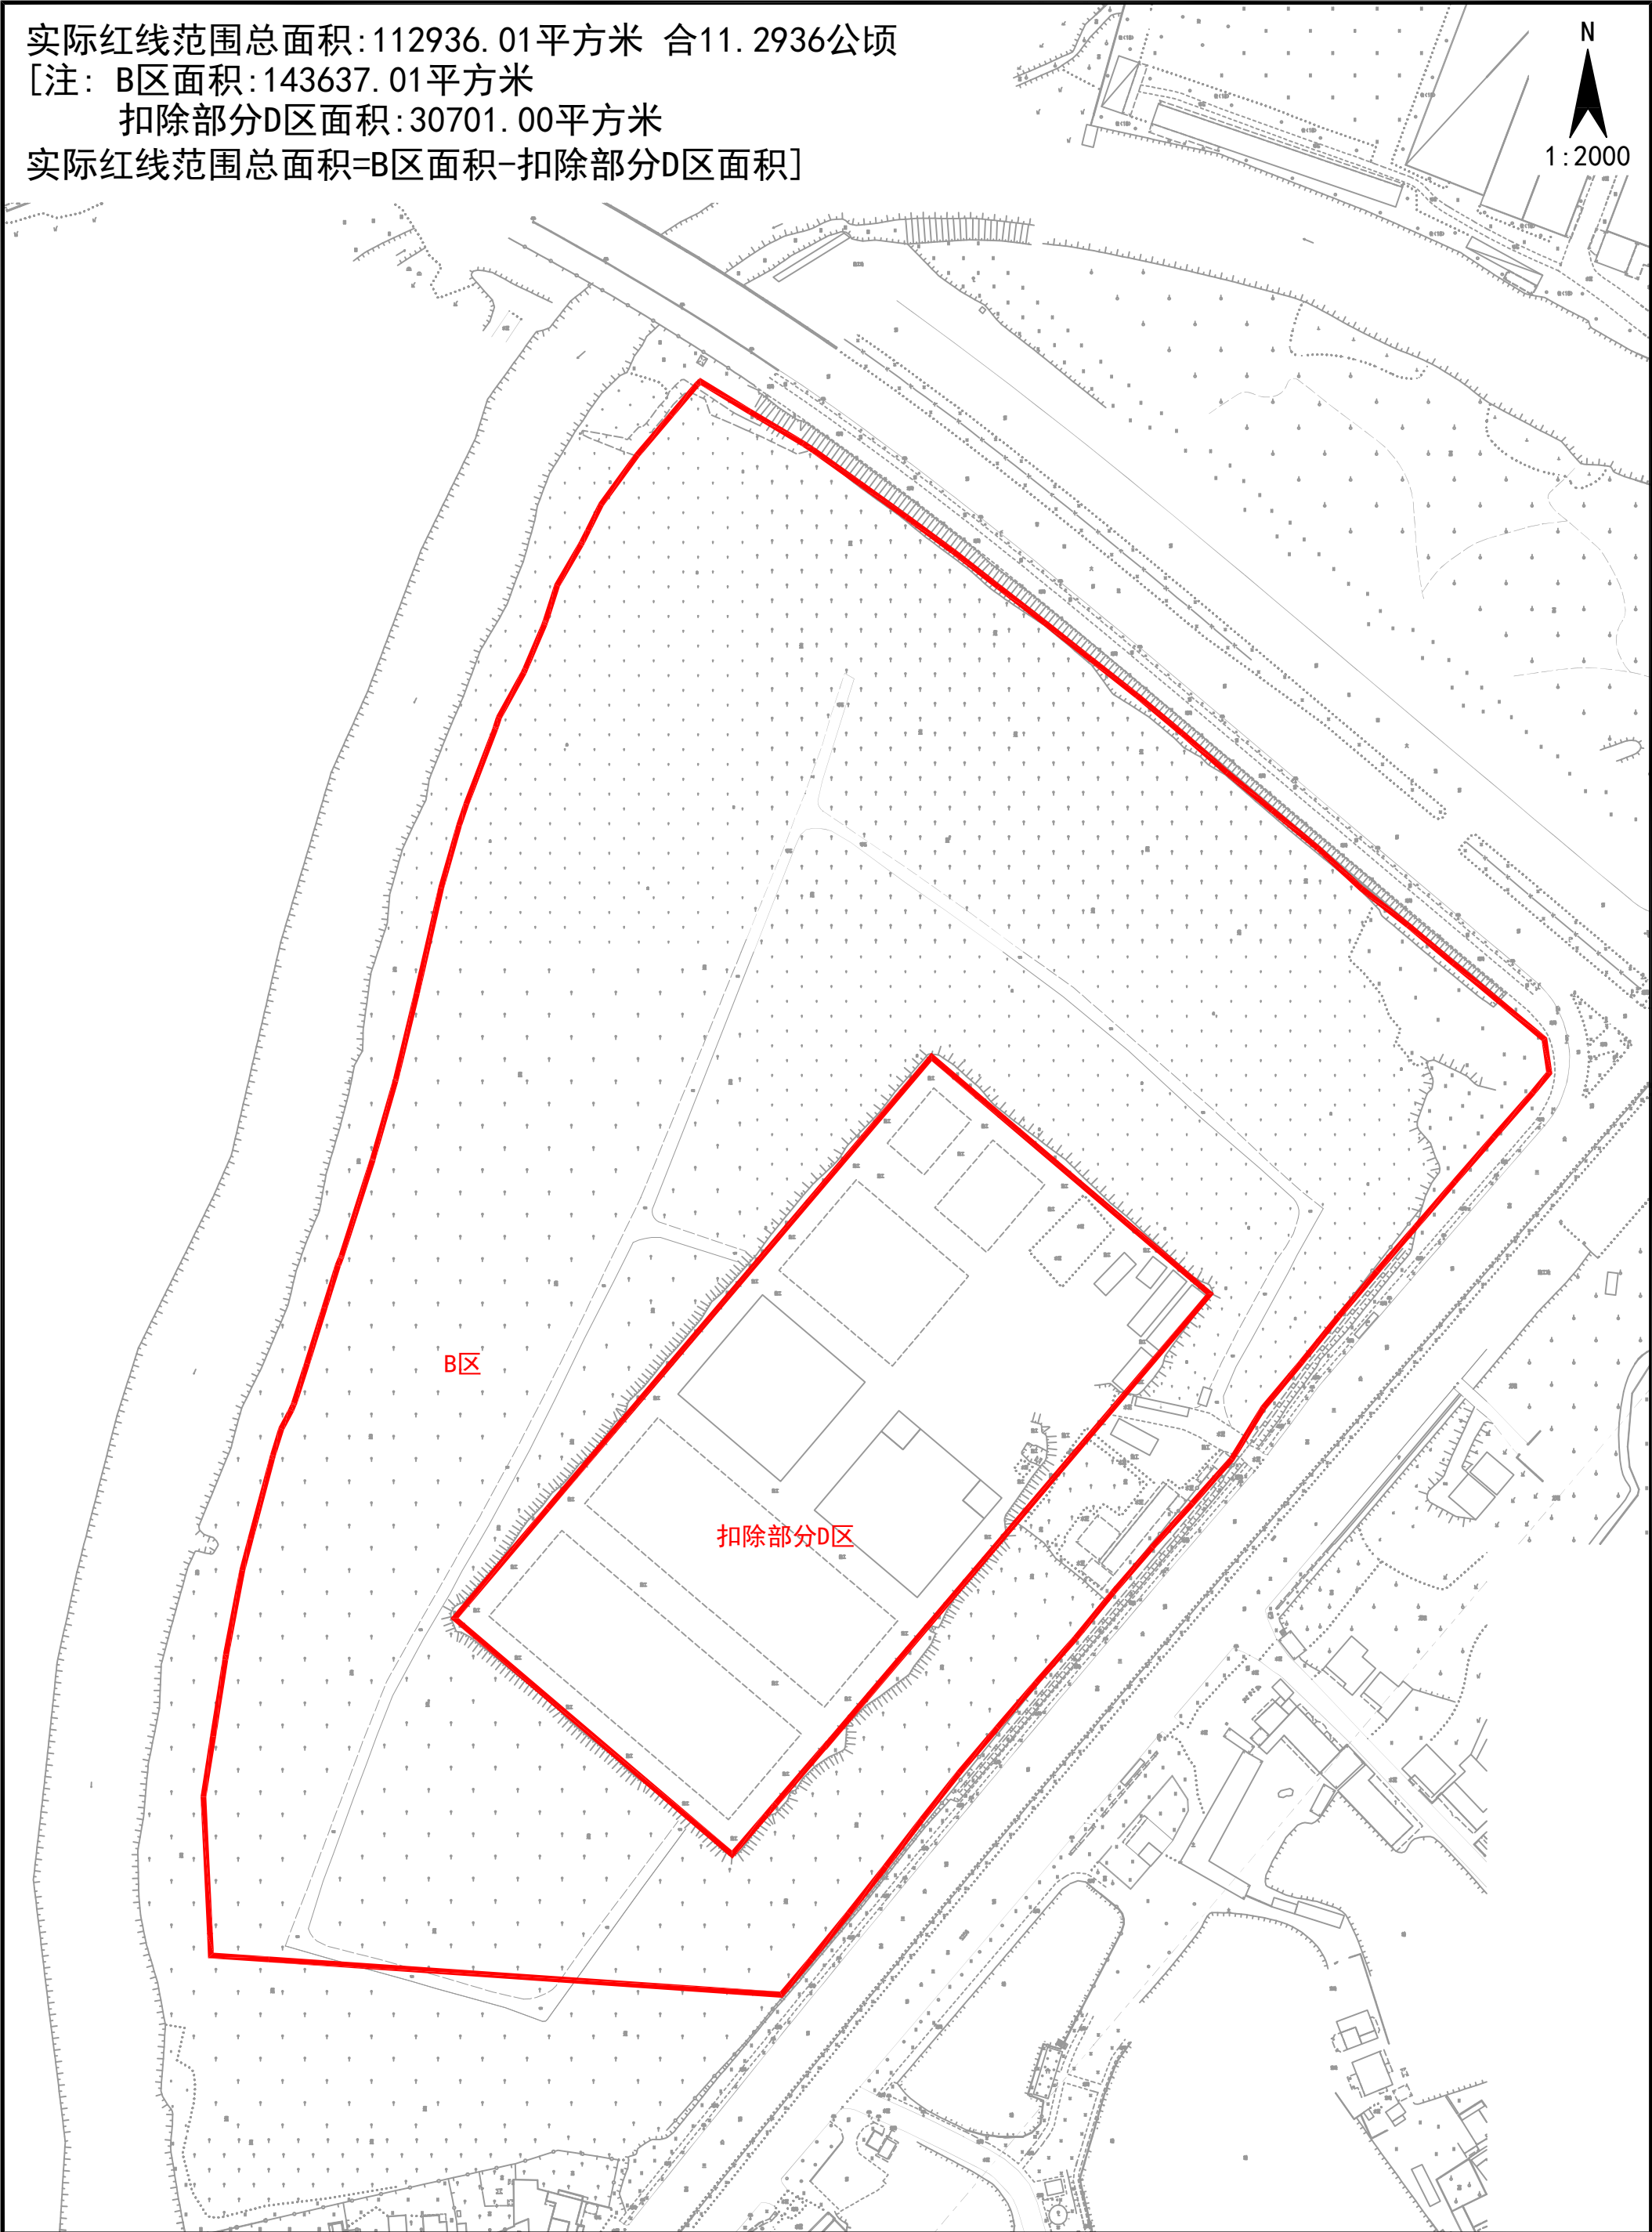 实际红线范围总面积:112936.01平方米 合11.2936公顷
[注: B区面积:143637.01平方米
扣除部分D区面积:30701.00平方米
实际红线范围总面积=B区面积-扣除部分D区面积]
N
1:2000
B区
扣除部分D区